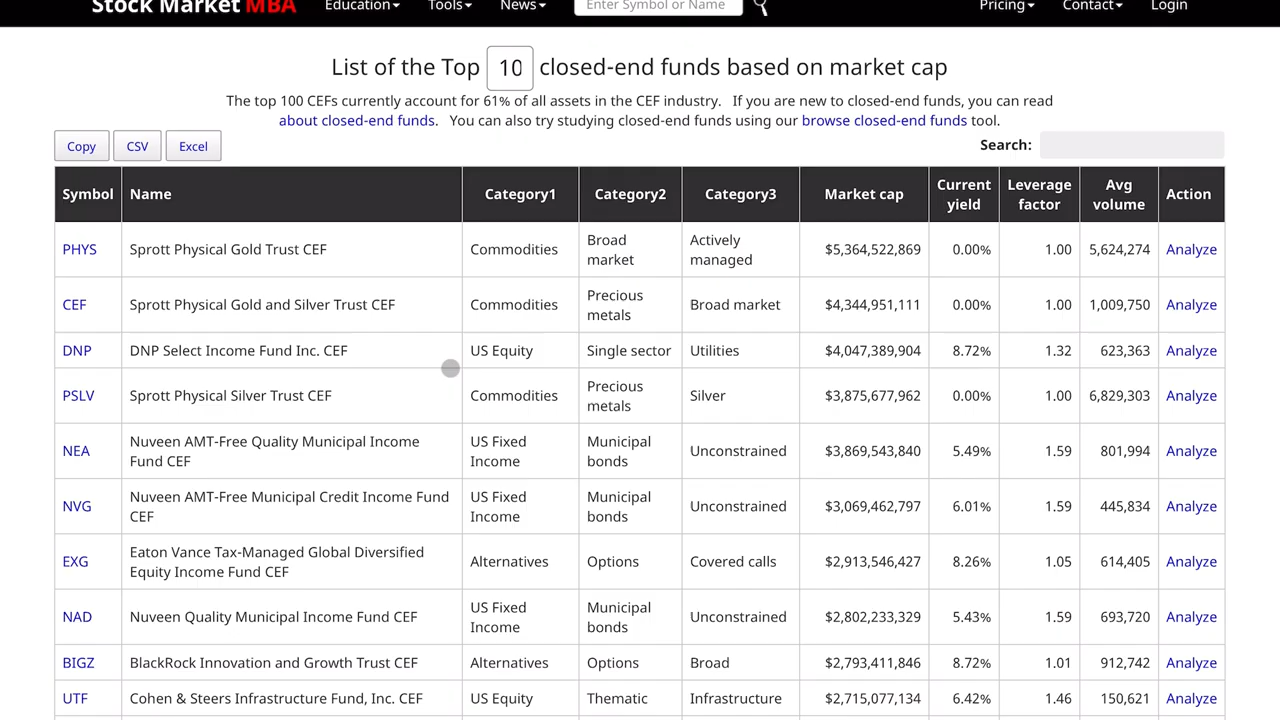 Stock Market MBA Education Tools News Enter Symbol or Name Pricing Contact Login
List of the Top 10 closed-end funds based on market cap
The top 100 CEFs currently account for 61% of all assets in the CEF industry. If you are new to closed-end funds, you can read
about closed-end funds. You can also try studying closed-end funds using our browse closed-end funds tool.
Copy CSV Excel Search:
Symbol Name Category1 Category2 Category3 Market cap Current yield Leverage factor Avg volume Action
PHYS Sprott Physical Gold Trust CEF Commodities Broad market Actively managed $5,364,522,869 0.00% 1.00 5,624,274 Analyze
CEF Sprott Physical Gold and Silver Trust CEF Commodities Precious metals Broad market $4,344,951,111 0.00% 1.00 1,009,750 Analyze
DNP DNP Select Income Fund Inc. CEF US Equity Single sector Utilities $4,047,389,904 8.72% 1.32 623,363 Analyze
PSLV Sprott Physical Silver Trust CEF Commodities Precious metals Silver $3,875,677,962 0.00% 1.00 6,829,303 Analyze
NEA Nuveen AMT-Free Quality Municipal Income Fund CEF US Fixed Income Municipal bonds Unconstrained $3,869,543,840 5.49% 1.59 801,994 Analyze
NVG Nuveen AMT-Free Municipal Credit Income Fund CEF US Fixed Income Municipal bonds Unconstrained $3,069,462,797 6.01% 1.59 445,834 Analyze
EXG Eaton Vance Tax-Managed Global Diversified Equity Income Fund CEF Alternatives Options Covered calls $2,913,546,427 8.26% 1.05 614,405 Analyze
NAD Nuveen Quality Municipal Income Fund CEF US Fixed Income Municipal bonds Unconstrained $2,802,233,329 5.43% 1.59 693,720 Analyze
BIGZ BlackRock Innovation and Growth Trust CEF Alternatives Options Broad $2,793,411,846 8.72% 1.01 912,742 Analyze
UTF Cohen & Steers Infrastructure Fund, Inc. CEF US Equity Thematic Infrastructure $2,715,077,134 6.42% 1.46 150,621 Analyze